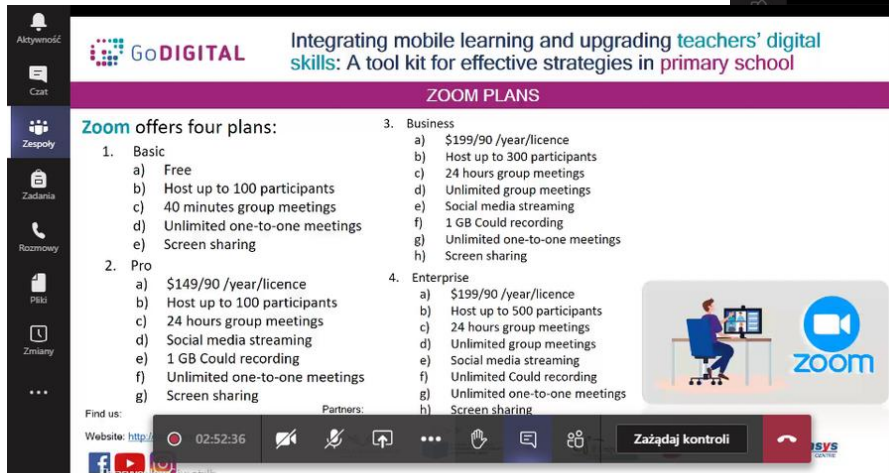 Aktywność
Czat
Zespoły
Zadania
Rozmowy
Pliki
Zmiany
GoDIGITAL
Integrating mobile learning and upgrading teachers' digital
skills: A tool kit for effective strategies in primary school
ZOOM PLANS
Zoom offers four plans:
1. Basic
a) Free
b) Host up to 100 participants
c) 40 minutes group meetings
d) Unlimited one-to-one meetings
e) Screen sharing
2. Pro
a) $149/90 /year/licence
b) Host up to 100 participants
c) 24 hours group meetings
d) Social media streaming
e) 1 GB Could recording
f) Unlimited one-to-one meetings
g) Screen sharing
3. Business
a) $199/90 /year/licence
b) Host up to 300 participants
c) 24 hours group meetings
d) Unlimited group meetings
e) Social media streaming
f) 1 GB Could recording
g) Unlimited one-to-one meetings
h) Screen sharing
4. Enterprise
a) $199/90 /year/licence
b) Host up to 500 participants
c) 24 hours group meetings
d) Unlimited group meetings
e) Social media streaming
f) Unlimited Could recording
g) Unlimited one-to-one meetings
h) Screen sharing
zoom
Find us:
Partners:
Website: http:/
02:52:36
Zażądaj kontroli